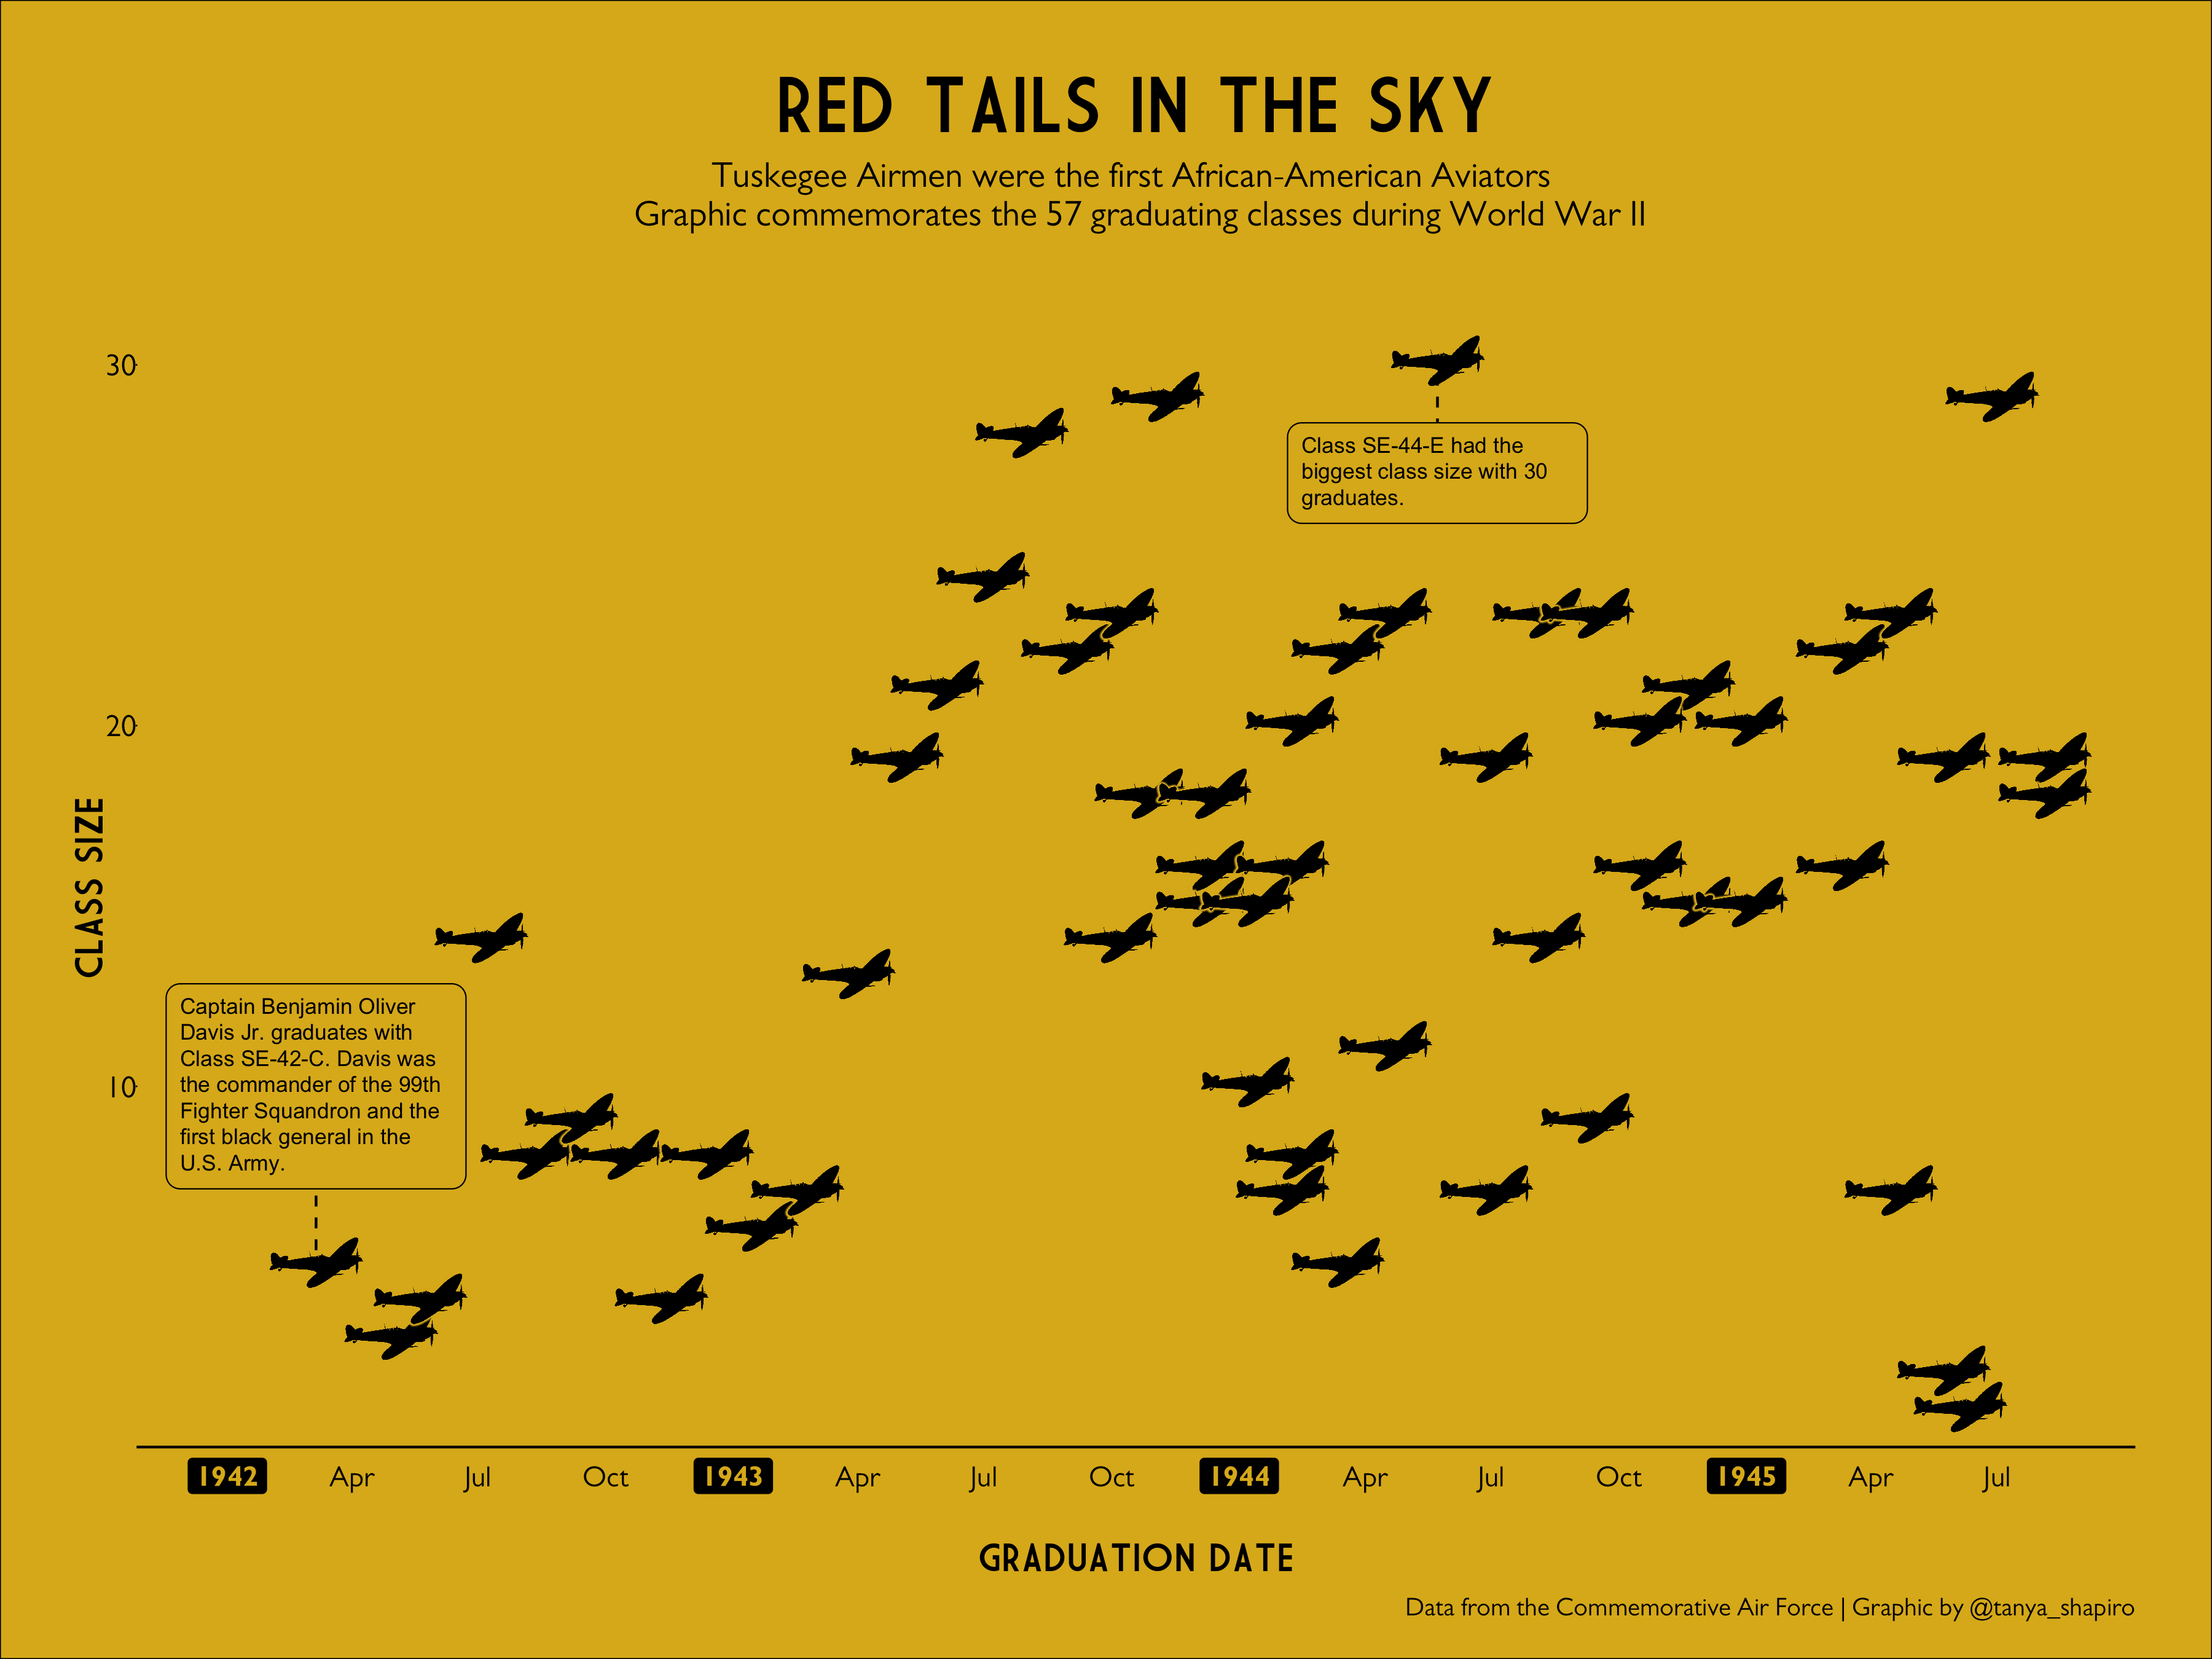 RED TAILS IN THE SKY
Tuskegee Airmen were the first African-American Aviators
Graphic commemorates the 57 graduating classes during World War II
30
Class SE-44-E had the
biggest class size with 30
graduates.
20
CLASS SIZE
Captain Benjamin Oliver
Davis Jr. graduates with
Class SE-42-C. Davis was
the commander of the 99th
Fighter Squandron and the
first black general in the
U.S. Army.
10
1942 Apr Jul Oct 1943 Apr Jul Oct 1944 Apr Jul Oct 1945 Apr Jul
GRADUATION DATE
Data from the Commemorative Air Force | Graphic by @tanya_shapiro